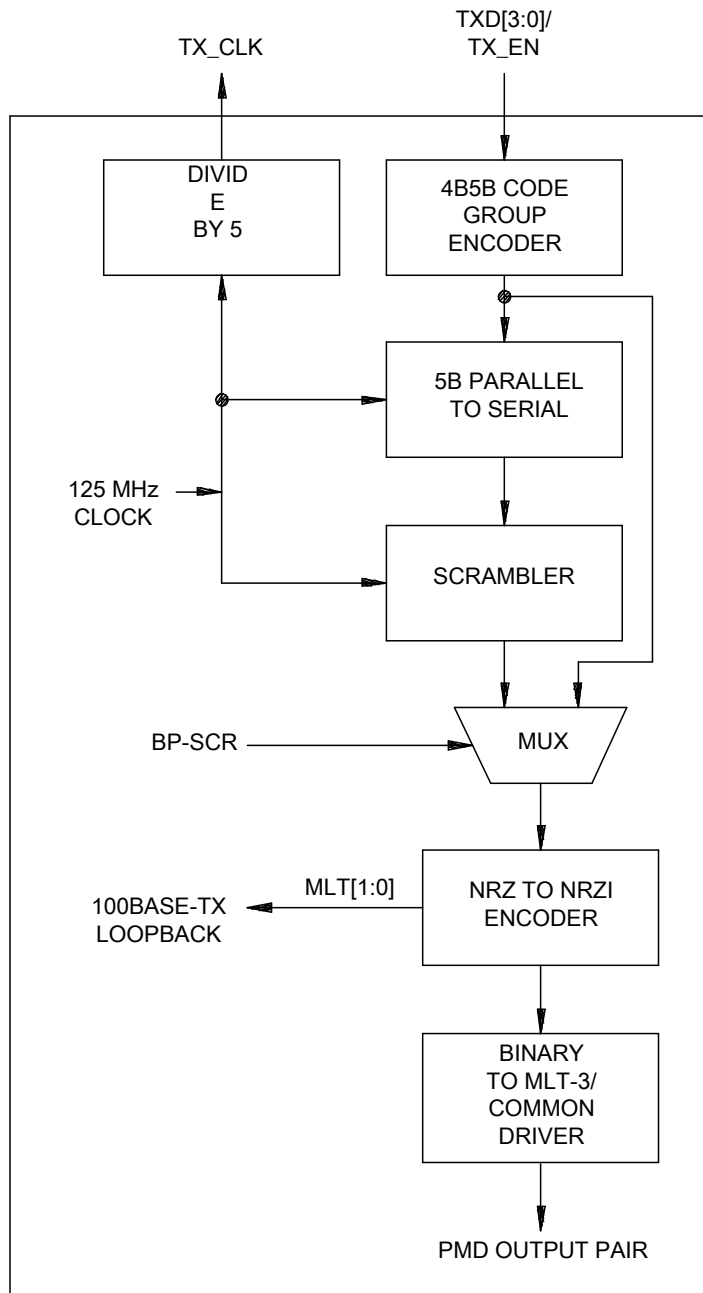 TX_CLK
TXD[3:0]/
TX_EN
DIVID
E
BY 5
4B5B CODE
GROUP
ENCODER
5B PARALLEL
TO SERIAL
125 MHz
CLOCK
SCRAMBLER
BP-SCR
MUX
MLT[1:0]
100BASE-TX
LOOPBACK
NRZ TO NRZI
ENCODER
BINARY
TO MLT-3/
COMMON
DRIVER
PMD OUTPUT PAIR